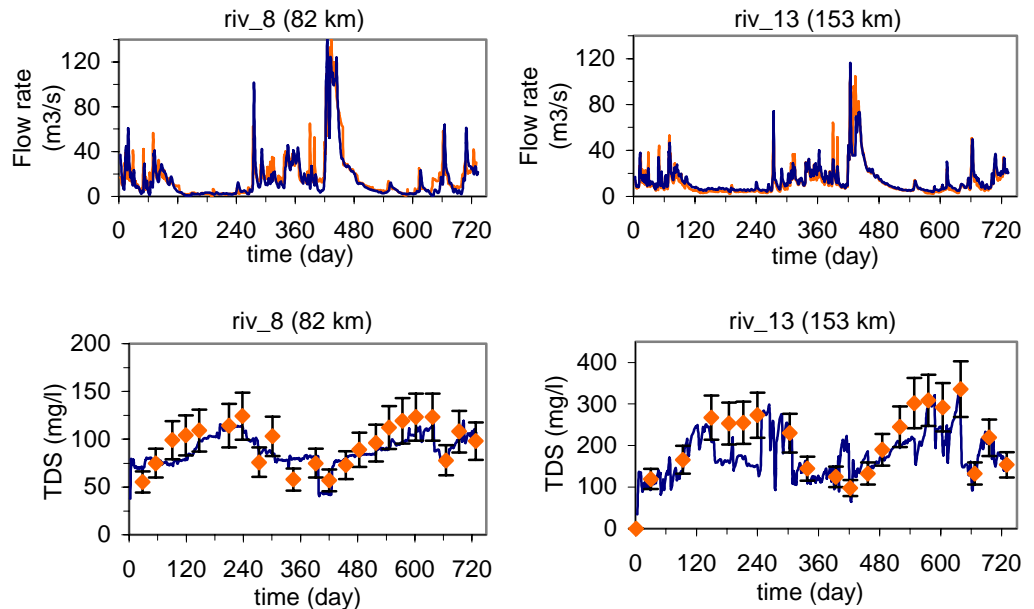 riv_8 (82 km)
Flow rate
(m3/s)
120
80
40
0
0 120 240 360 480 600 720
time (day)
riv_13 (153 km)
Flow rate
(m3/s)
120
80
40
0
0 120 240 360 480 600 720
time (day)
riv_8 (82 km)
TDS (mg/l)
200
150
100
50
0
0 120 240 360 480 600 720
time (day)
riv_13 (153 km)
TDS (mg/l)
400
300
200
100
0
0 120 240 360 480 600 720
time (day)